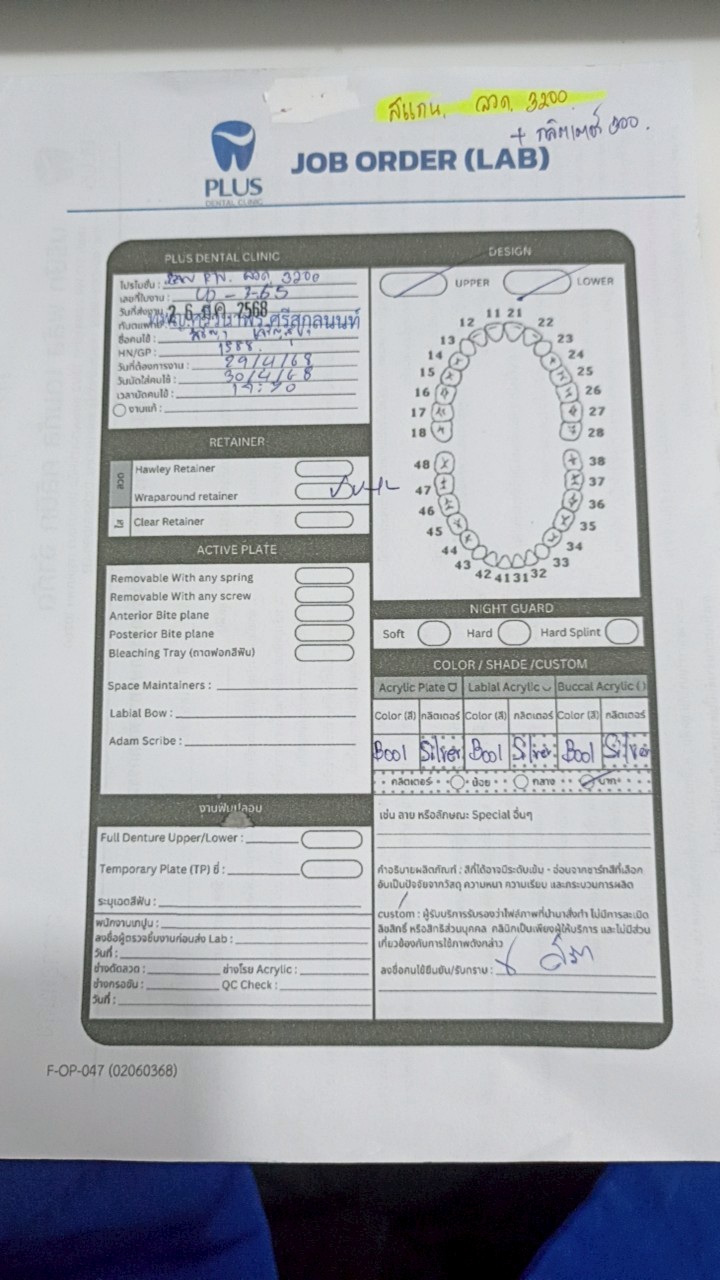 สแกน. ลวด. 3200
+ กลิตเตอร์ 300.
PLUS
DENTAL CLINIC
JOB ORDER (LAB)
PLUS DENTAL CLINIC
โปรโมชั่น : ลวด 3200
เลขที่ใบงาน :
วันที่ส่งงาน 2 6 2568
ทันตแพทย์ : ศรีสกุลนนท์
ชื่อคนไข้ :
HN/GP : 1588
วันที่ต้องการงาน : 29/4/68
วันนัดใส่คนไข้ : 30/4/68
เวลานัดคนไข้ :
งานแก้ :
RETAINER
ลวด
Hawley Retainer
Wraparound retainer
ใส
Clear Retainer
ACTIVE PLATE
Removable With any spring
Removable With any screw
Anterior Bite plane
Posterior Bite plane
Bleaching Tray (ถาดฟอกสีฟัน)
Space Maintainers :
Labial Bow :
Adam Scribe :
งานฟันปลอม
Full Denture Upper/Lower :
Temporary Plate (TP) ซี่ :
ระบุเฉดสีฟัน :
พนักงานเทปูน :
ลงชื่อผู้ตรวจชิ้นงานก่อนส่ง Lab :
วันที่ :
ช่างดัดลวด : ช่างโรย Acrylic :
ช่างกรอขัด : QC Check :
วันที่ :
DESIGN
UPPER LOWER
11 21
12 22
13 23
14 24
15 25
16 26
17 27
18 28
48 38
47 37
46 36
45 35
44 34
43 33
42 41 31 32
NIGHT GUARD
Soft Hard Hard Splint
COLOR / SHADE /CUSTOM
Acrylic Plate Labial Acrylic Buccal Acrylic
Color (สี) กลิตเตอร์ Color (สี) กลิตเตอร์ Color (สี) กลิตเตอร์
B001 Silver B001 Silver B001 Silver
กลิตเตอร์ น้อย กลาง มาก
เช่น ลาย หรือลักษณะ Special อื่นๆ
คำอธิบายผลิตภัณฑ์ : สีที่ได้อาจมีระดับเข้ม - อ่อนจากชาร์ทสีที่เลือก
อันเป็นปัจจัยจากวัสดุ ความหนา ความเรียบ และกระบวนการผลิต
custom : ผู้รับบริการรับรองว่าไฟล์ภาพที่นำมาสั่งทำ ไม่มีการละเมิด
ลิขสิทธิ์ หรือสิทธิส่วนบุคคล คลินิกเป็นเพียงผู้ให้บริการ และไม่มีส่วน
เกี่ยวข้องกับการใช้ภาพดังกล่าว
ลงชื่อคนไข้ยืนยัน/รับทราบ :
F-OP-047 (02060368)